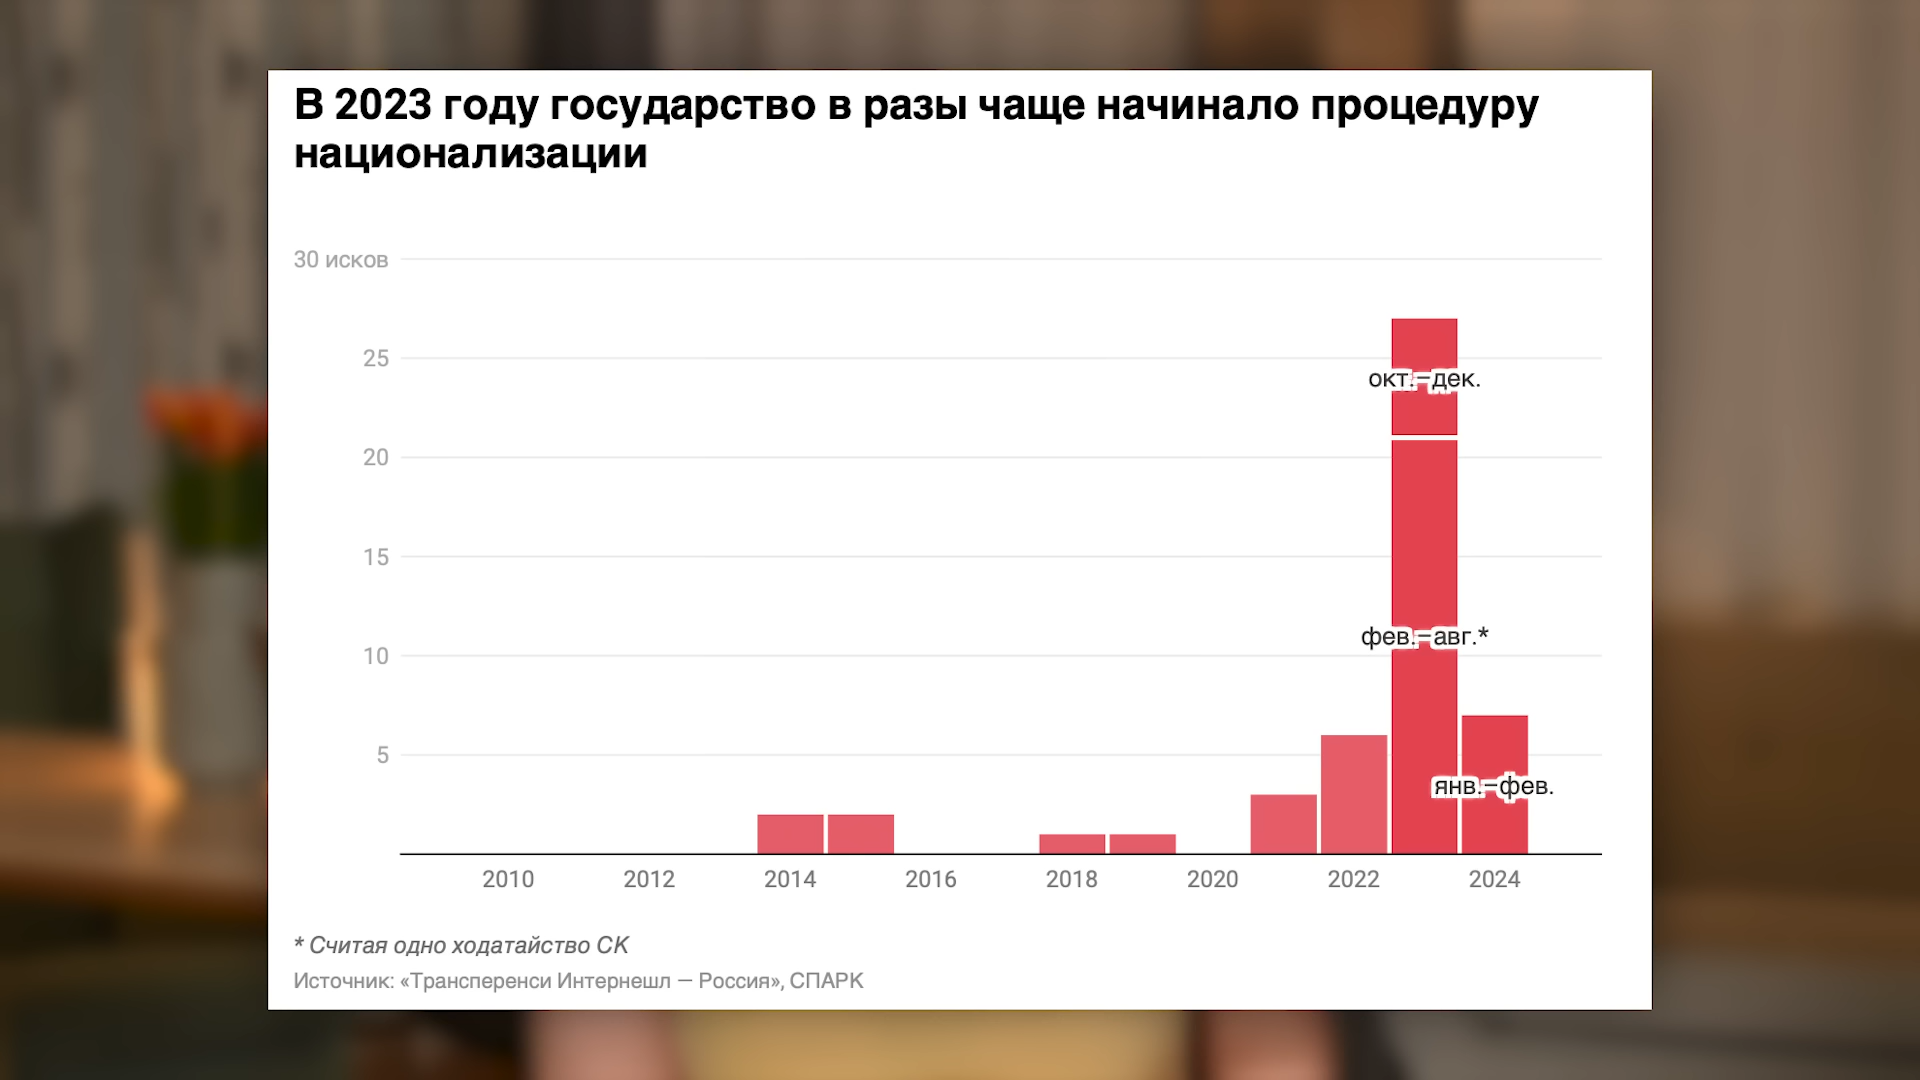 В 2023 году государство в разы чаще начинало процедуру
национализации
30 исков
25
окт.–дек.
20
15
фев.–авг.*
10
5
янв.–фев.
2010 2012 2014 2016 2018 2020 2022 2024
* Считая одно ходатайство СК
Источник: «Трансперенси Интернешл — Россия», СПАРК